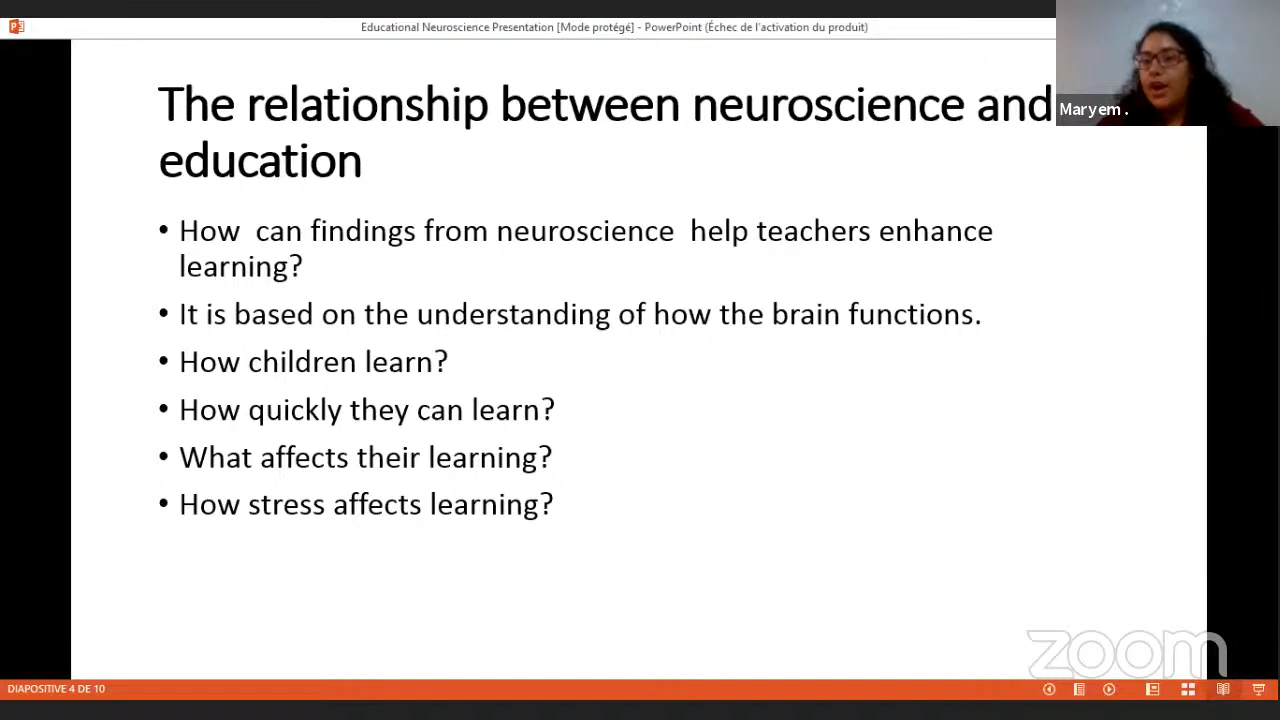 Educational Neuroscience Presentation [Mode protégé] - PowerPoint (Échec de l'activation du produit)
Maryem .
The relationship between neuroscience and
education
• How can findings from neuroscience help teachers enhance
learning?
• It is based on the understanding of how the brain functions.
• How children learn?
• How quickly they can learn?
• What affects their learning?
• How stress affects learning?
zoom
DIAPOSITIVE 4 DE 10